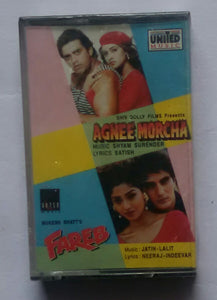 UNITED
MUSIC
SHIV DOLLY FILMS Presents
AGNEE MORCHA
MUSIC SHYAM SURENDER
LYRICS SATISH
MUKESH BHATT'S
FAREB
Music : JATIN-LALIT
Lyrics : NEERAJ-INDEEVAR